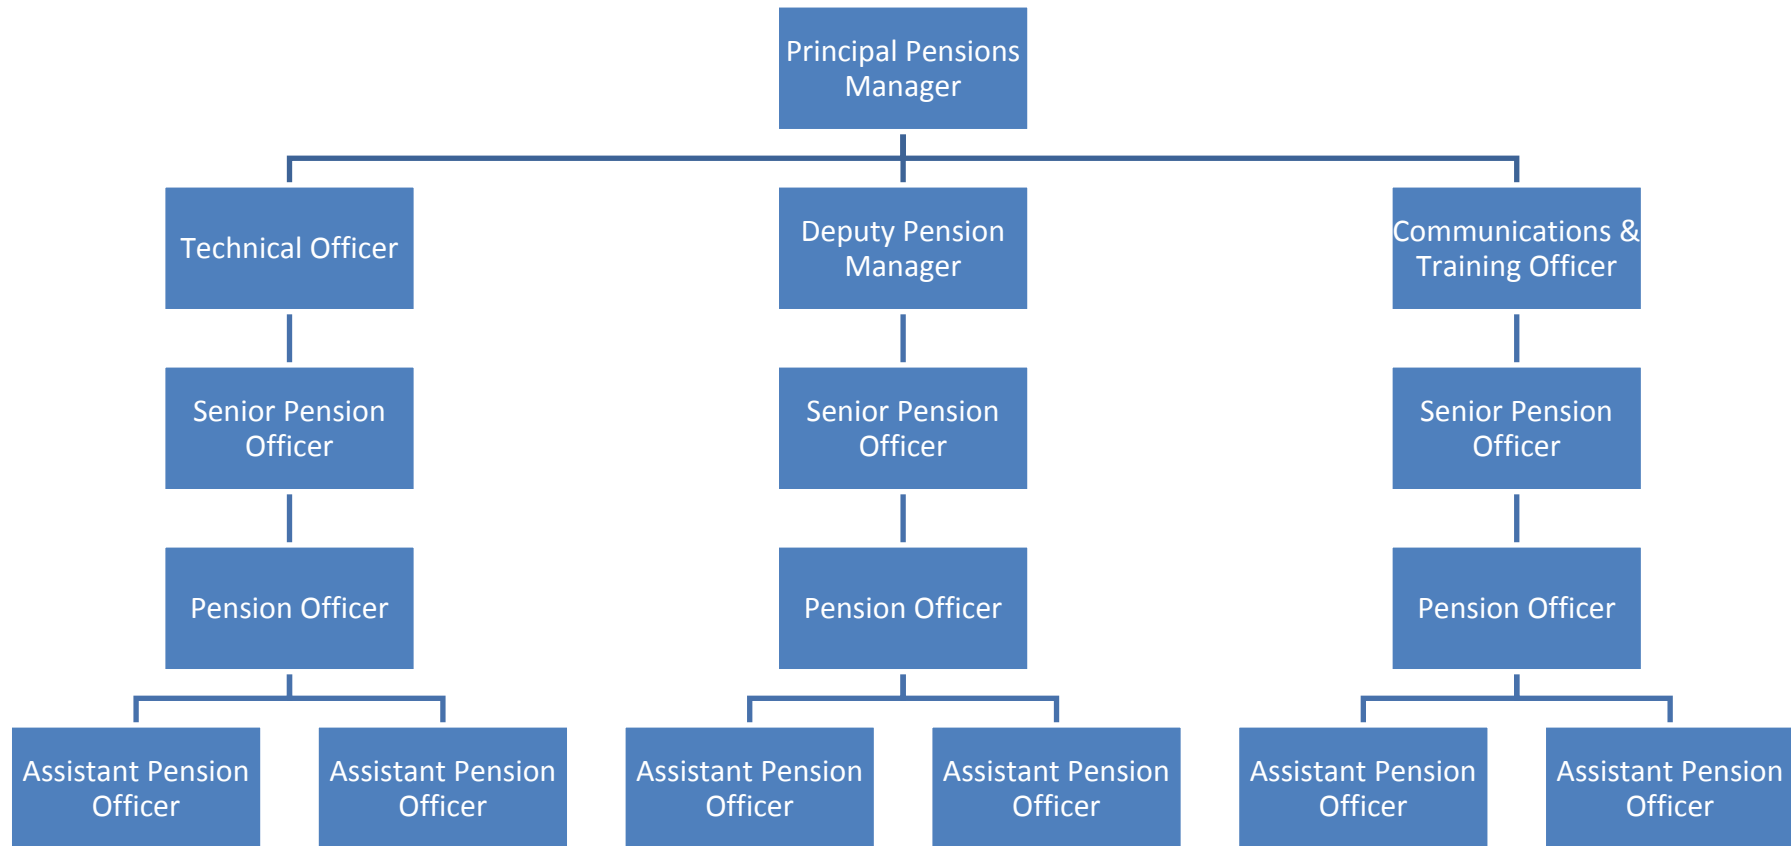 Principal Pensions
Manager
Technical Officer
Deputy Pension
Manager
Communications &
Training Officer
Senior Pension
Officer
Senior Pension
Officer
Senior Pension
Officer
Pension Officer
Pension Officer
Pension Officer
Assistant Pension
Officer
Assistant Pension
Officer
Assistant Pension
Officer
Assistant Pension
Officer
Assistant Pension
Officer
Assistant Pension
Officer